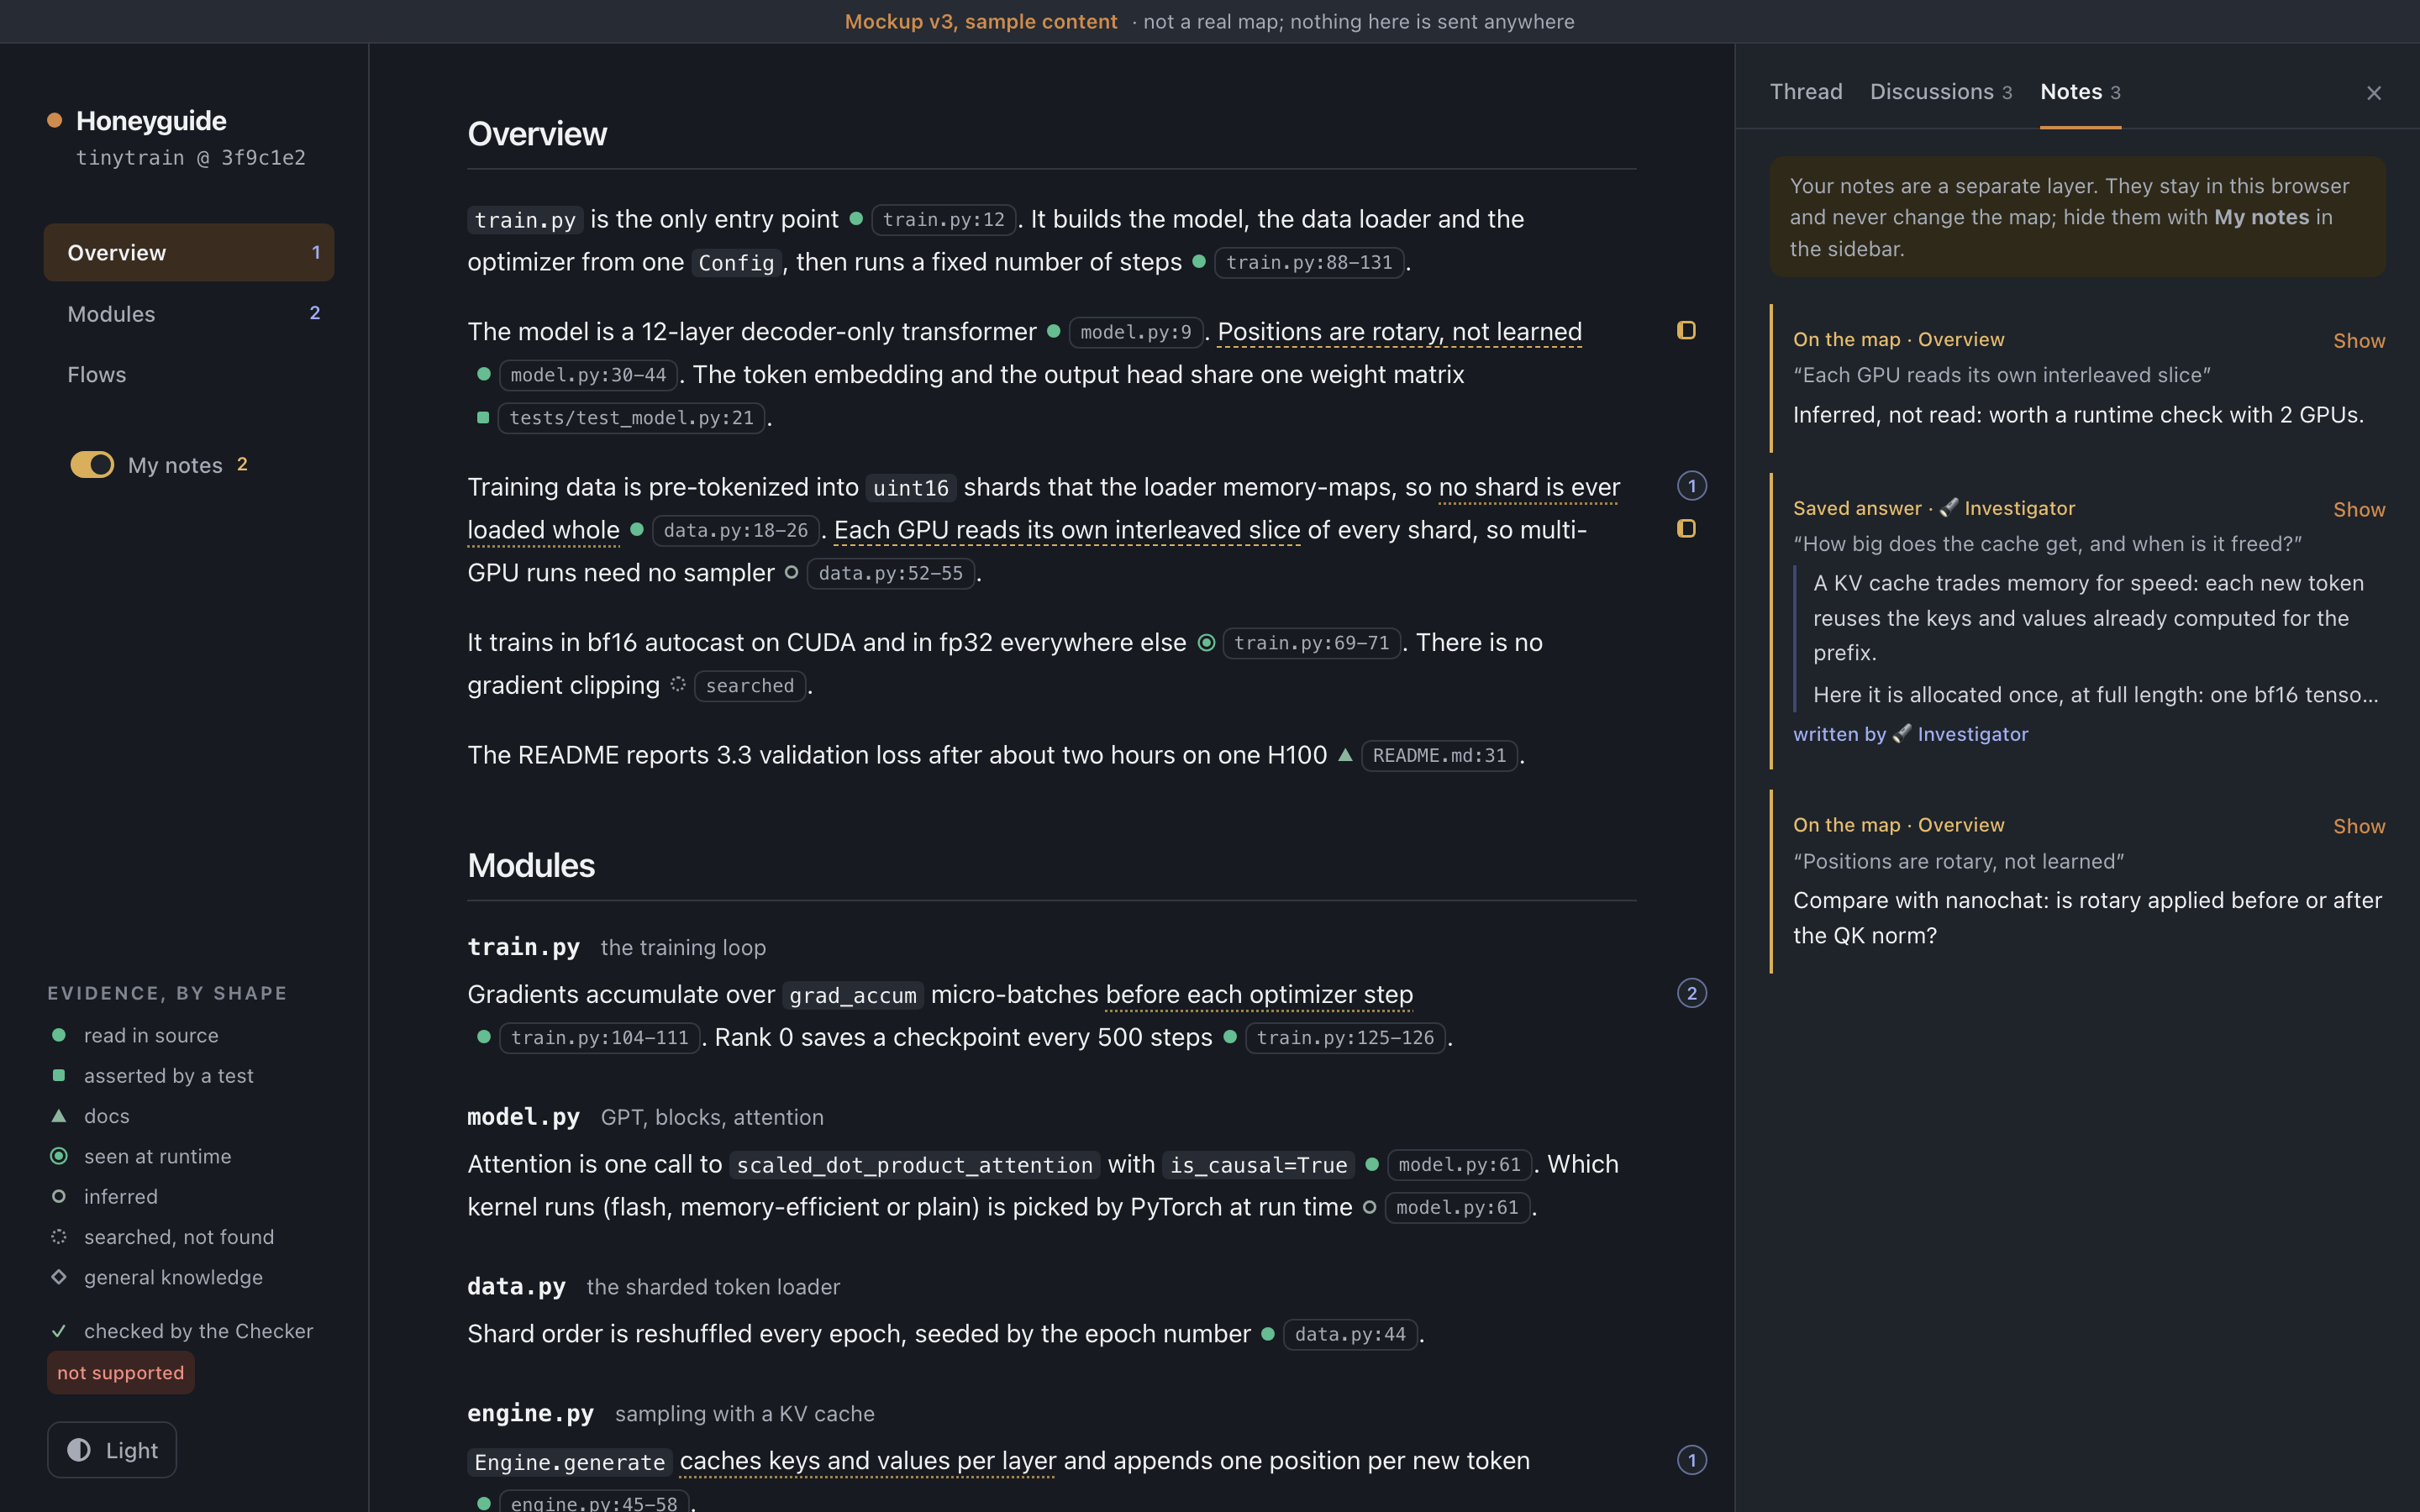 Mockup v3, sample content · not a real map; nothing here is sent anywhere
Honeyguide
tinytrain @ 3f9c1e2
Overview 1
Modules 2
Flows
My notes 2
EVIDENCE, BY SHAPE
read in source
asserted by a test
docs
seen at runtime
inferred
searched, not found
general knowledge
checked by the Checker
not supported
Light
Overview
train.py is the only entry point train.py:12. It builds the model, the data loader and the
optimizer from one Config, then runs a fixed number of steps train.py:88–131.
The model is a 12-layer decoder-only transformer model.py:9. Positions are rotary, not learned
model.py:30–44. The token embedding and the output head share one weight matrix
tests/test_model.py:21.
Training data is pre-tokenized into uint16 shards that the loader memory-maps, so no shard is ever 1
loaded whole data.py:18–26. Each GPU reads its own interleaved slice of every shard, so multi-
GPU runs need no sampler data.py:52–55.
It trains in bf16 autocast on CUDA and in fp32 everywhere else train.py:69–71. There is no
gradient clipping searched.
The README reports 3.3 validation loss after about two hours on one H100 README.md:31.
Modules
train.py the training loop
Gradients accumulate over grad_accum micro-batches before each optimizer step 2
train.py:104–111. Rank 0 saves a checkpoint every 500 steps train.py:125–126.
model.py GPT, blocks, attention
Attention is one call to scaled_dot_product_attention with is_causal=True model.py:61. Which
kernel runs (flash, memory-efficient or plain) is picked by PyTorch at run time model.py:61.
data.py the sharded token loader
Shard order is reshuffled every epoch, seeded by the epoch number data.py:44.
engine.py sampling with a KV cache
Engine.generate caches keys and values per layer and appends one position per new token 1
engine.py:45–58.
Thread Discussions 3 Notes 3 ×
Your notes are a separate layer. They stay in this browser
and never change the map; hide them with My notes in
the sidebar.
On the map · Overview Show
“Each GPU reads its own interleaved slice”
Inferred, not read: worth a runtime check with 2 GPUs.
Saved answer · Investigator Show
“How big does the cache get, and when is it freed?”
A KV cache trades memory for speed: each new token
reuses the keys and values already computed for the
prefix.
Here it is allocated once, at full length: one bf16 tenso…
written by Investigator
On the map · Overview Show
“Positions are rotary, not learned”
Compare with nanochat: is rotary applied before or after
the QK norm?